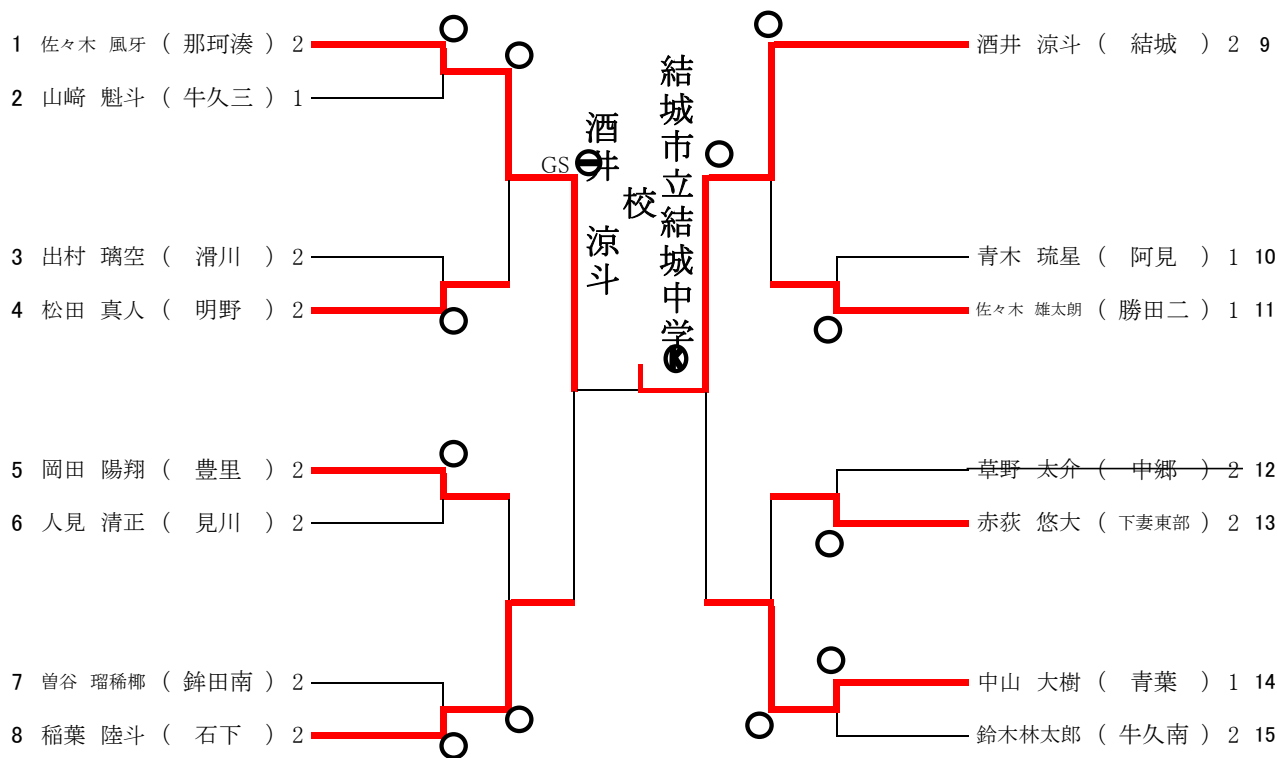 1 佐々木 風牙 ( 那珂湊 ) 2
2 山﨑 魁斗 ( 牛久三 ) 1
3 出村 璃空 ( 滑川 ) 2
4 松田 真人 ( 明野 ) 2
5 岡田 陽翔 ( 豊里 ) 2
6 人見 清正 ( 見川 ) 2
7 曽谷 瑠稀梛 ( 鉾田南 ) 2
8 稲葉 陸斗 ( 石下 ) 2
GS
酒井 涼斗
結城市立結城中学
校
酒井 涼斗 ( 結城 ) 2 9
青木 琉星 ( 阿見 ) 1 10
佐々木 雄太朗 ( 勝田二 ) 1 11
草野 太介 ( 中郷 ) 2 12
赤荻 悠大 ( 下妻東部 ) 2 13
中山 大樹 ( 青葉 ) 1 14
鈴木林太郎 ( 牛久南 ) 2 15